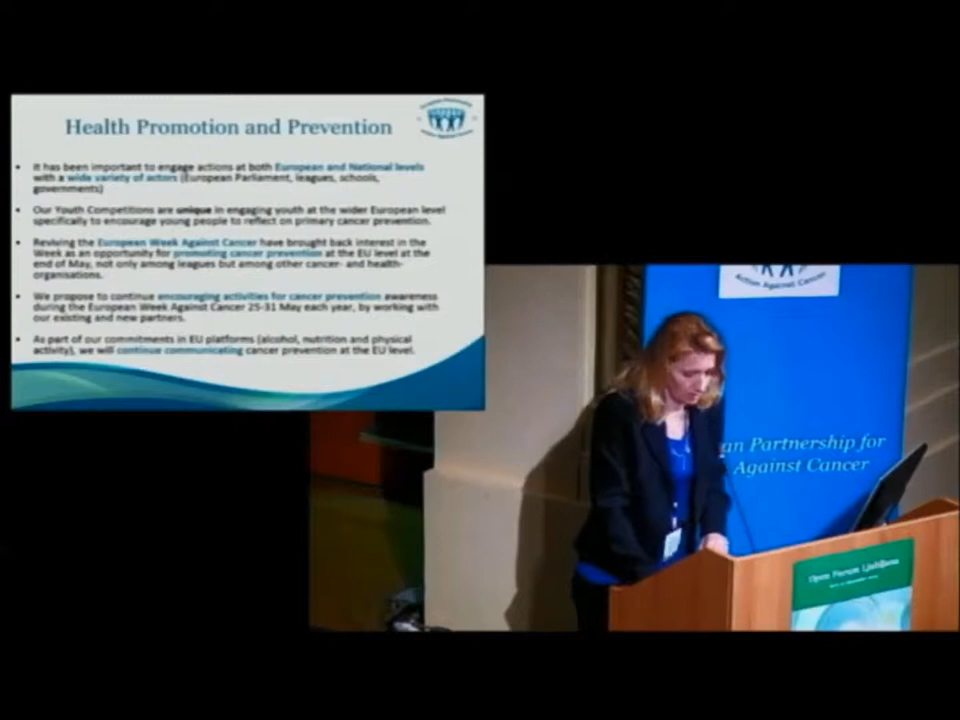 Health Promotion and Prevention
• It has been important to engage actions at both European and National levels
with a wide variety of actors (European Parliament, leagues, schools,
governments)
• Our Youth Competitions are unique in engaging youth at the wider European level
specifically to encourage young people to reflect on primary cancer prevention.
• Reviving the European Week Against Cancer have brought back interest in the
Week as an opportunity for promoting cancer prevention at the EU level at the
end of May, not only among leagues but among other cancer- and health-
organisations.
• We propose to continue encouraging activities for cancer prevention awareness
during the European Week Against Cancer 25-31 May each year, by working with
our existing and new partners.
• As part of our commitments in EU platforms (alcohol, nutrition and physical
activity), we will continue communicating cancer prevention at the EU level.
Action Against Cancer
an Partnership for
Against Cancer
Open Forum Ljubljana